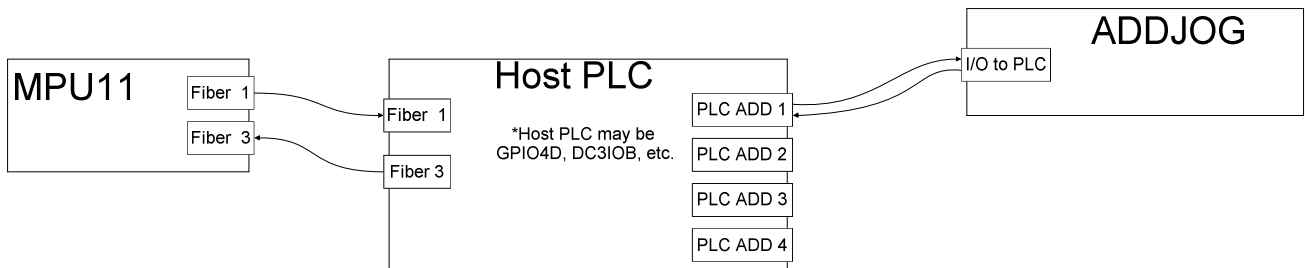 MPU11
Fiber 1
Fiber 3
Host PLC
Fiber 1
Fiber 3
*Host PLC may be
GPIO4D, DC3IOB, etc.
PLC ADD 1
PLC ADD 2
PLC ADD 3
PLC ADD 4
ADDJOG
I/O to PLC